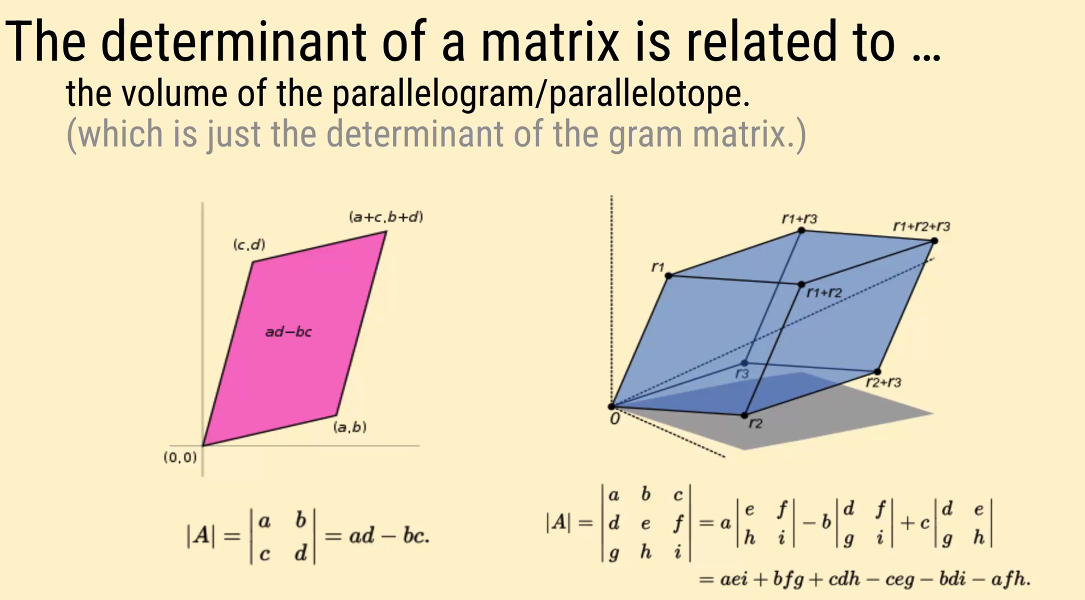 The determinant of a matrix is related to ...
the volume of the parallelogram/parallelotope.
(which is just the determinant of the gram matrix.)
(a+c,b+d)
(c,d)
ad−bc
(a,b)
(0,0)
r1+r3
r1+r2+r3
r1
r1+r2
r3
r2+r3
0
r2
|A| = |a b; c d| = ad − bc.
|A| = |a b c; d e f; g h i| = a |e f; h i| − b |d f; g i| + c |d e; g h|
= aei + bfg + cdh − ceg − bdi − afh.